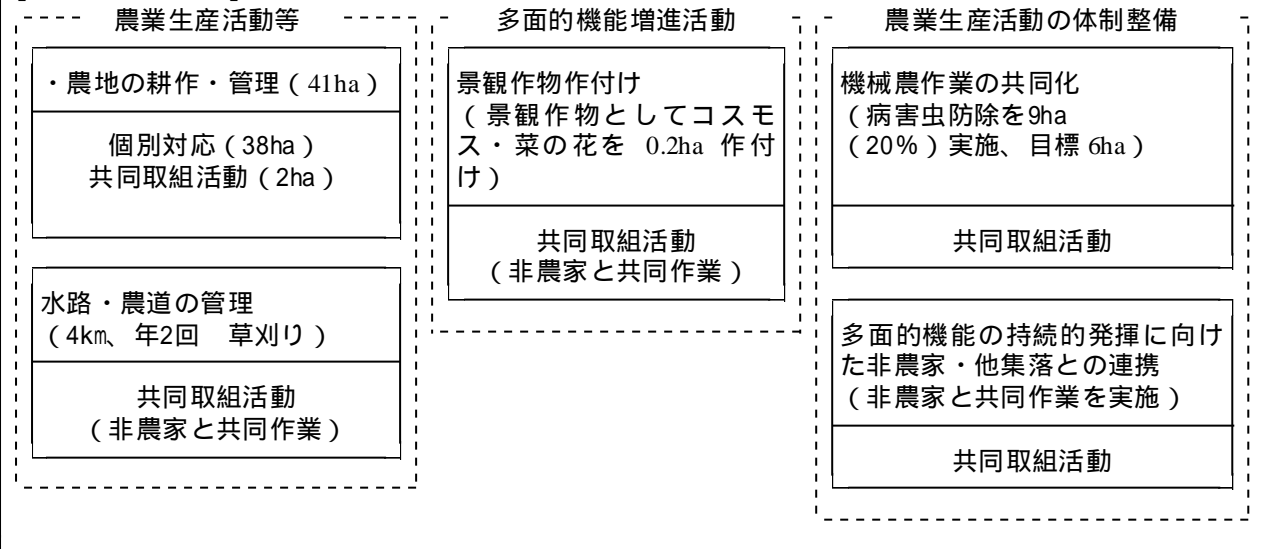 農業生産活動等
・農地の耕作・管理（41ha）
個別対応（38ha）
共同取組活動（2ha）
水路・農道の管理
（4㎞、年2回　草刈り）
共同取組活動
（非農家と共同作業）
多面的機能増進活動
景観作物作付け
（景観作物としてコスモ
ス・菜の花を 0.2ha 作付
け）
共同取組活動
（非農家と共同作業）
農業生産活動の体制整備
機械農作業の共同化
（病害虫防除を9ha
（20％）実施、目標 6ha）
共同取組活動
多面的機能の持続的発揮に向け
た非農家・他集落との連携
（非農家と共同作業を実施）
共同取組活動